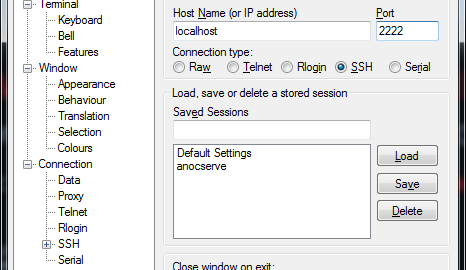 Terminal
Keyboard
Bell
Features
Window
Appearance
Behaviour
Translation
Selection
Colours
Connection
Data
Proxy
Telnet
Rlogin
SSH
Serial
Host Name (or IP address)
Port
localhost
2222
Connection type:
Raw
Telnet
Rlogin
SSH
Serial
Load, save or delete a stored session
Saved Sessions
Default Settings
anocserve
Load
Save
Delete
Close window on exit: